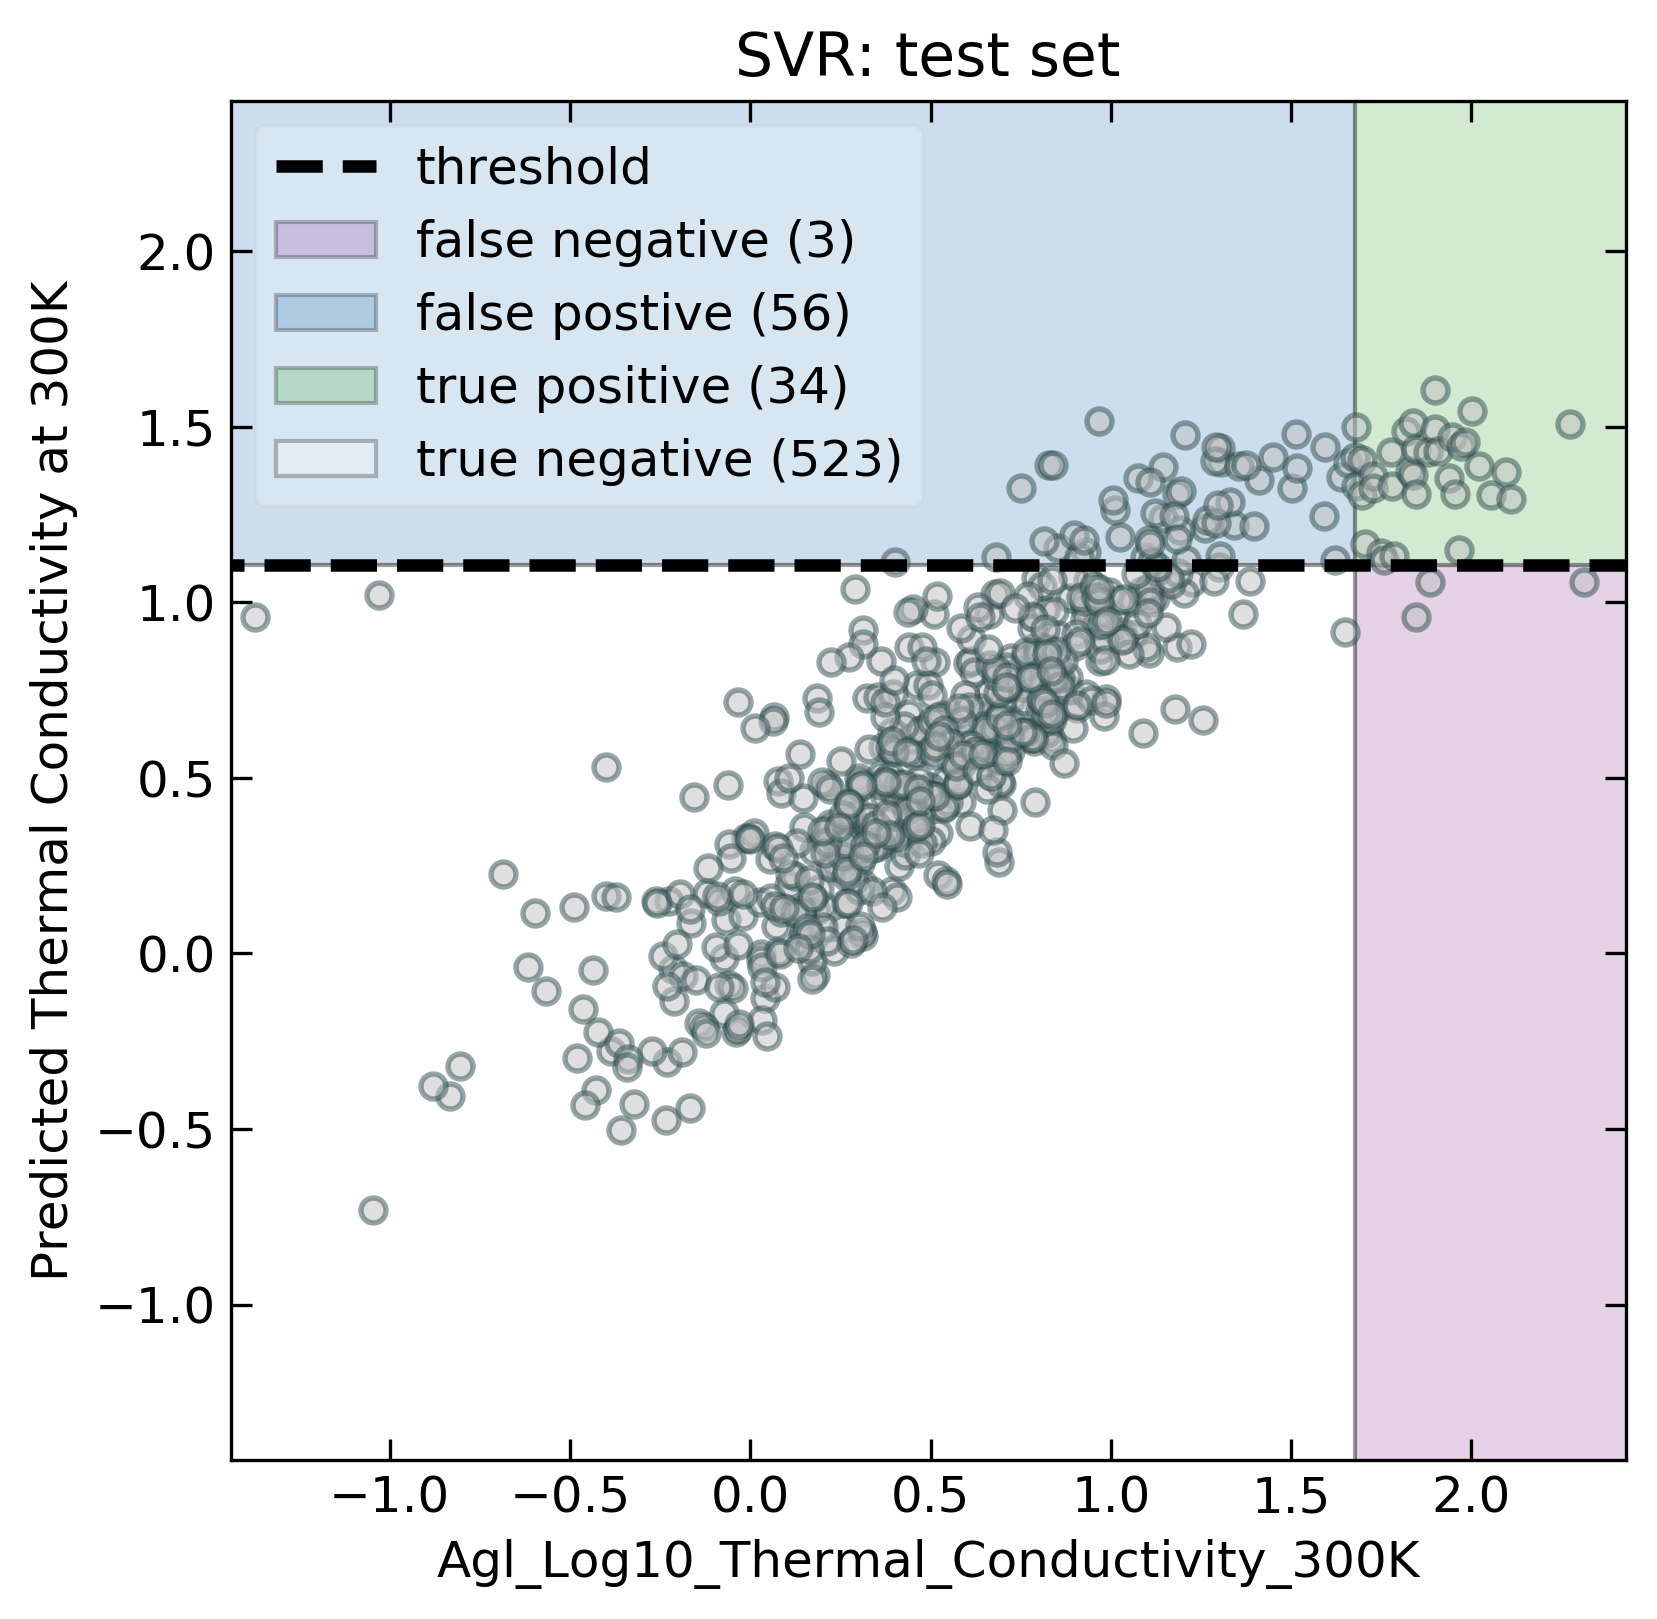 SVR: test set
threshold
false negative (3)
false postive (56)
true positive (34)
true negative (523)
Predicted Thermal Conductivity at 300K
2.0
1.5
1.0
0.5
0.0
−0.5
−1.0
−1.0 −0.5 0.0 0.5 1.0 1.5 2.0
Agl_Log10_Thermal_Conductivity_300K